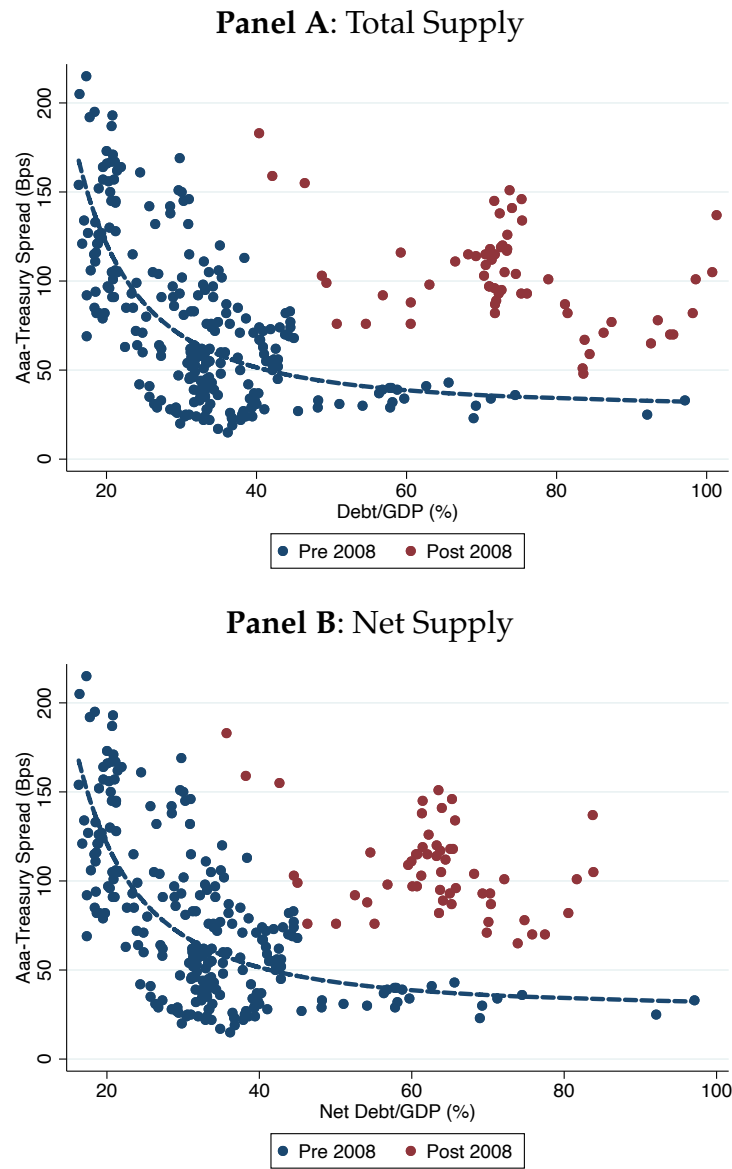 Panel A: Total Supply
Aaa-Treasury Spread (Bps)
200
150
100
50
0
20 40 60 80 100
Debt/GDP (%)
Pre 2008 Post 2008
Panel B: Net Supply
Aaa-Treasury Spread (Bps)
200
150
100
50
0
20 40 60 80 100
Net Debt/GDP (%)
Pre 2008 Post 2008